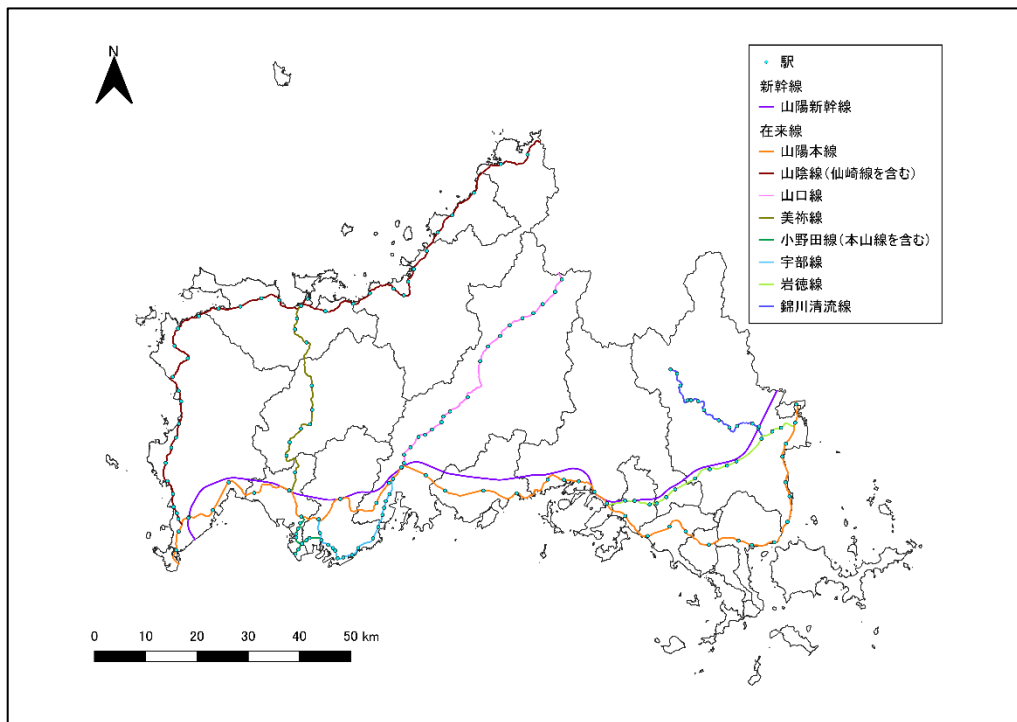 N
駅
新幹線
山陽新幹線
在来線
山陽本線
山陰線(仙崎線を含む)
山口線
美祢線
小野田線(本山線を含む)
宇部線
岩徳線
錦川清流線
0 10 20 30 40 50 km